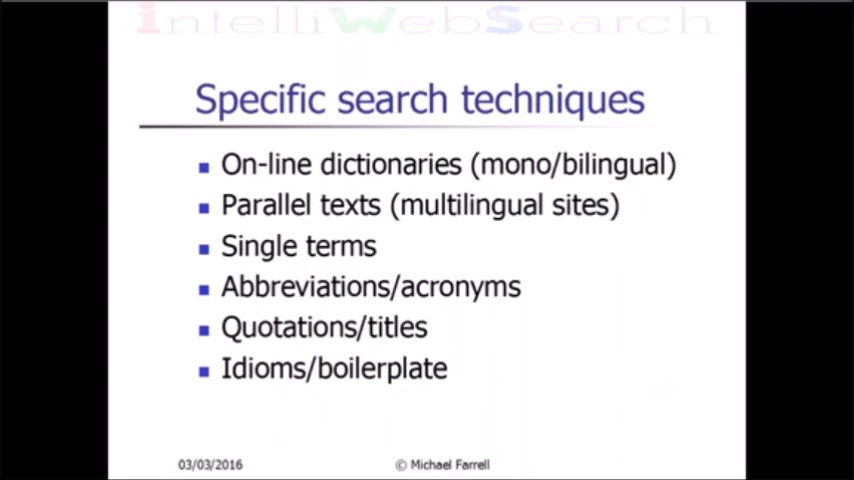 IntelliWebSearch
Specific search techniques
On-line dictionaries (mono/bilingual)
Parallel texts (multilingual sites)
Single terms
Abbreviations/acronyms
Quotations/titles
Idioms/boilerplate
03/03/2016 © Michael Farrell